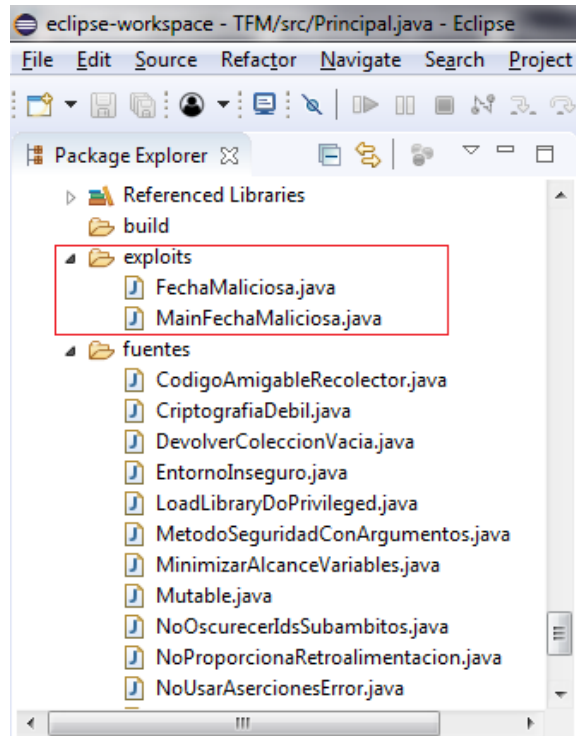 eclipse-workspace - TFM/src/Principal.java - Eclipse
File Edit Source Refactor Navigate Search Project
Package Explorer
Referenced Libraries
build
exploits
FechaMaliciosa.java
MainFechaMaliciosa.java
fuentes
CodigoAmigableRecolector.java
CriptografiaDebil.java
DevolverColeccionVacia.java
EntornoInseguro.java
LoadLibraryDoPrivileged.java
MetodoSeguridadConArgumentos.java
MinimizarAlcanceVariables.java
Mutable.java
NoOscurecerIdsSubambitos.java
NoProporcionaRetroalimentacion.java
NoUsarAsercionesError.java